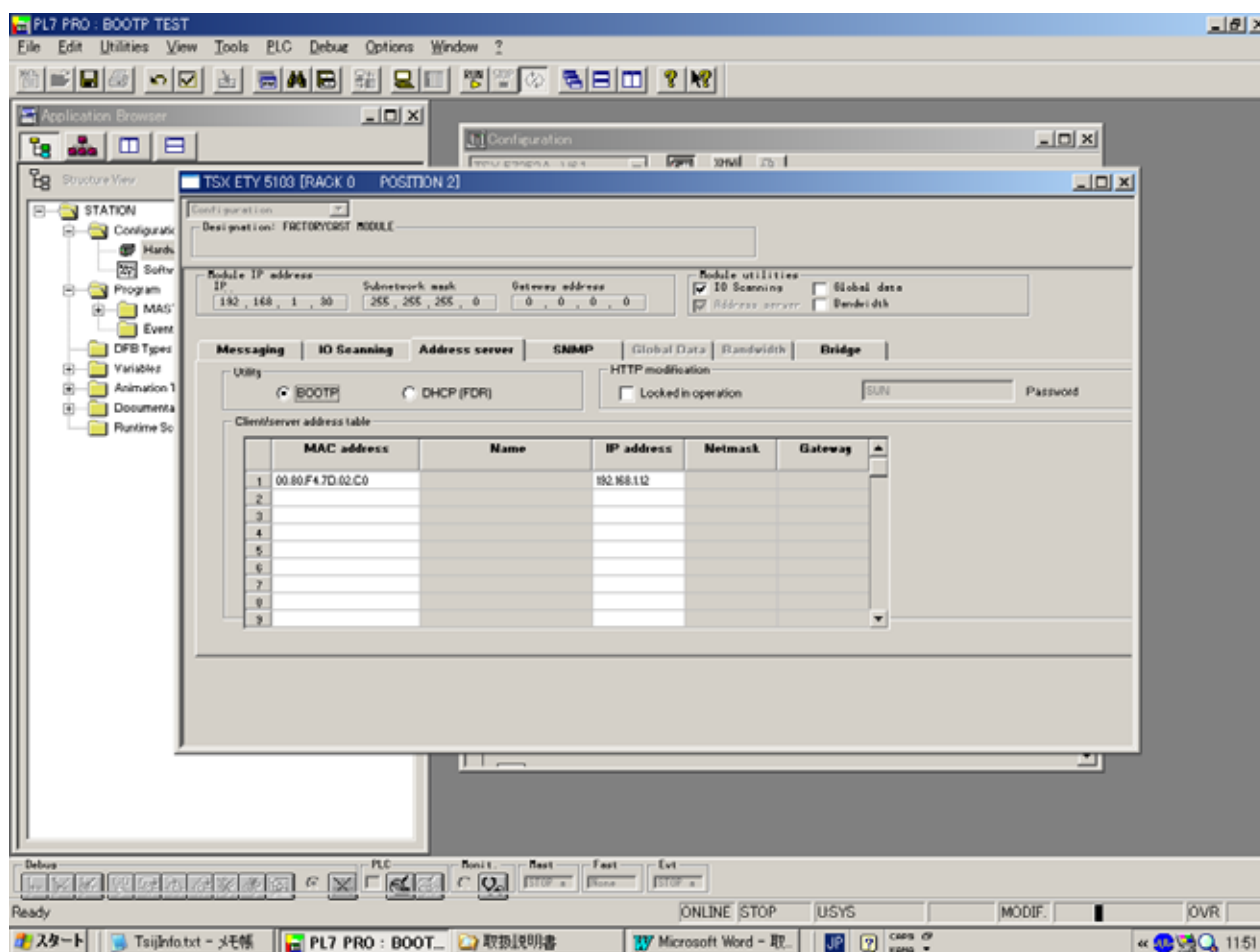 PL7 PRO : BOOTP TEST
File Edit Utilities View Tools PLC Debug Options Window ?
RUN STOP
Application Browser
Configuration
Structure View
TSX ETY 5103 [RACK 0 POSITION 2]
STATION
Configuration
Designation: FACTORYCAST MODULE
Hardw
Softw
Module IP address
Module utilities
IP
Subnetwork mask
Gateway address
IO Scanning
Global data
192 . 168 . 1 . 30
255 . 255 . 255 . 0
0 . 0 . 0 . 0
Address server
Bandwidth
Program
MAS
Event
DFB Types
Variables
Animation T
Documenta
Runtime Sc
Messaging IO Scanning Address server SNMP Global Data Bandwidth Bridge
Utility
HTTP modification
BOOTP
DHCP (FDR)
Locked in operation
SUN
Password
Client/server address table
MAC address Name IP address Netmask Gateway
1 00.80.F4.7D.02.C0 192.168.1.12
2
3
4
5
6
7
8
9
Debug PLC Monit. Mast Fast Evt
STOP None STOP
Ready ONLINE STOP USYS MODIF. OVR
スタート TsijInfo.txt - メモ帳 PL7 PRO : BOOT... 取扱説明書 Microsoft Word - 取... JP ? CAPS KANA «